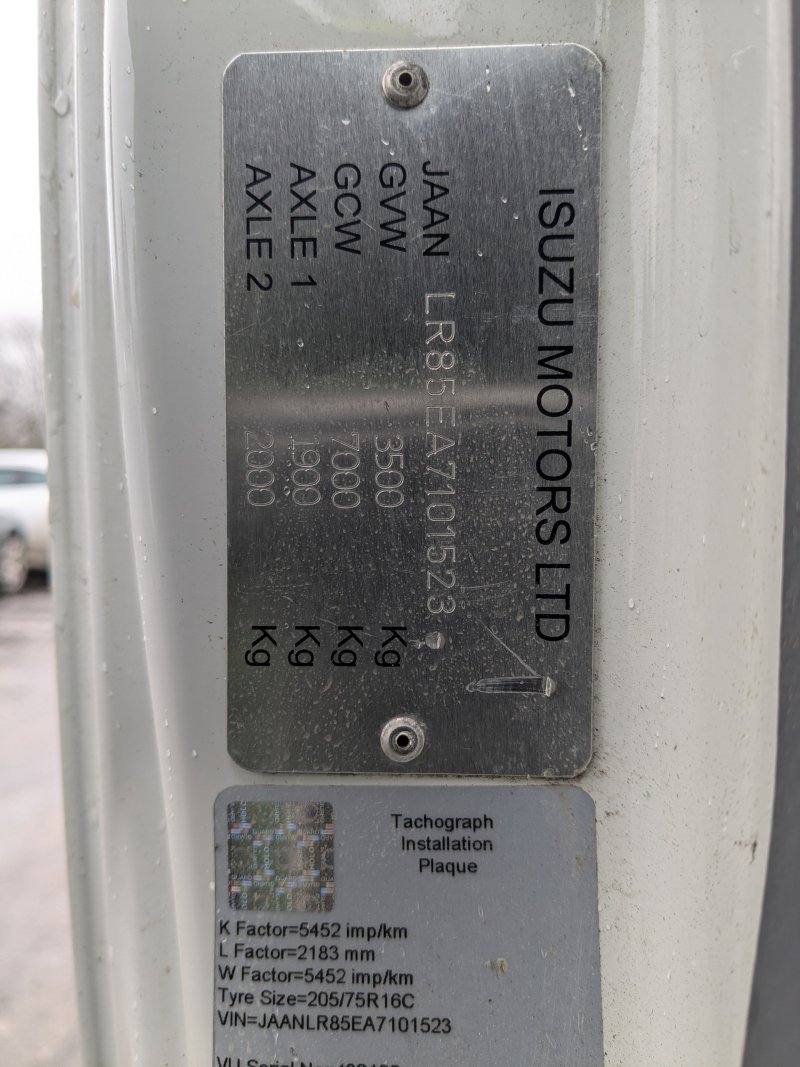 ISUZU MOTORS LTD
JAAN LR85EA7101523
GVW 3500 Kg
GCW 7000 Kg
AXLE 1 1900 Kg
AXLE 2 2000 Kg
Tachograph
Installation
Plaque
K Factor=5452 imp/km
L Factor=2183 mm
W Factor=5452 imp/km
Tyre Size=205/75R16C
VIN=JAANLR85EA7101523
VU Serial